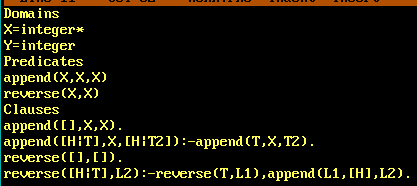 Domains
X=integer*
Y=integer
Predicates
append(X,X,X)
reverse(X,X)
Clauses
append([],X,X).
append([H|T],X,[H|T2]):-append(T,X,T2).
reverse([],[]).
reverse([H|T],L2):-reverse(T,L1),append(L1,[H],L2).